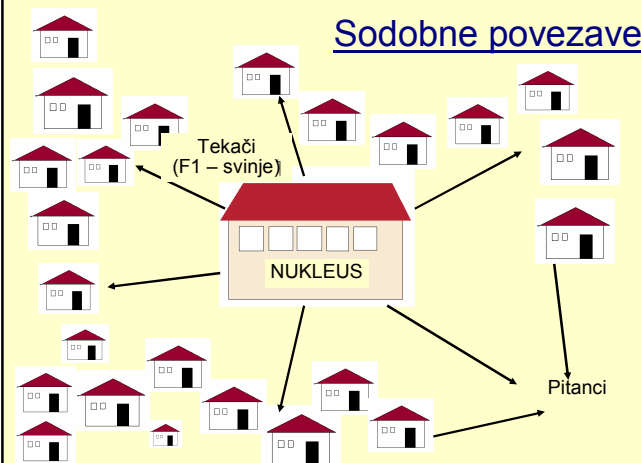 Sodobne povezave
Tekači
(F1 – svinje)
NUKLEUS
Pitanci